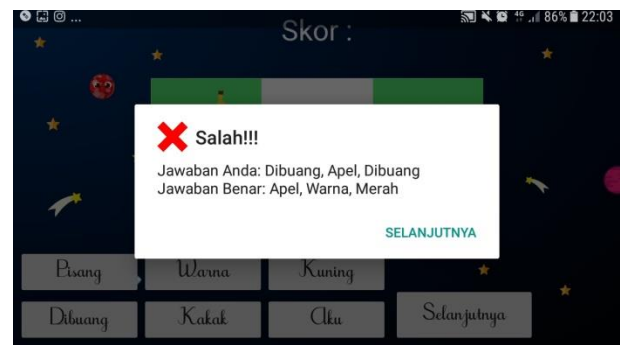 ... 4G 86% 22:03
Skor :
Salah!!!
Jawaban Anda: Dibuang, Apel, Dibuang
Jawaban Benar: Apel, Warna, Merah
SELANJUTNYA
Pisang Warna Kuning
Dibuang Kakak Aku Selanjutnya